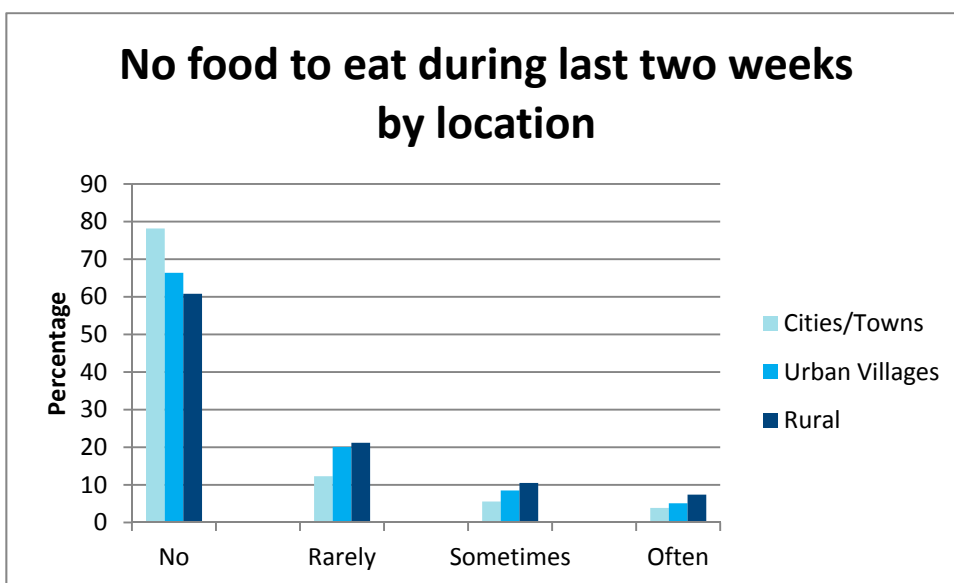 No food to eat during last two weeks
by location
90
80
70
60
50
40
30
20
10
0
Percentage
No Rarely Sometimes Often
Cities/Towns
Urban Villages
Rural